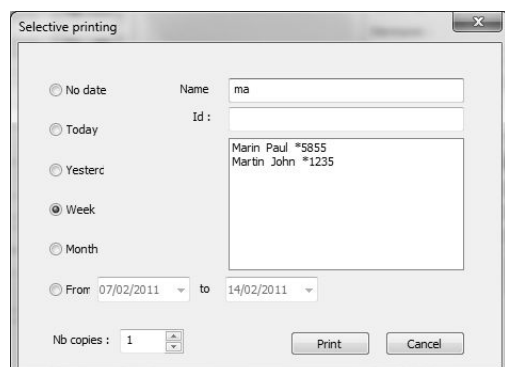 Selective printing
No date
Name
ma
Id :
Today
Marin Paul *5855
Martin John *1235
Yesterd
Week
Month
From 07/02/2011 to 14/02/2011
Nb copies : 1
Print
Cancel